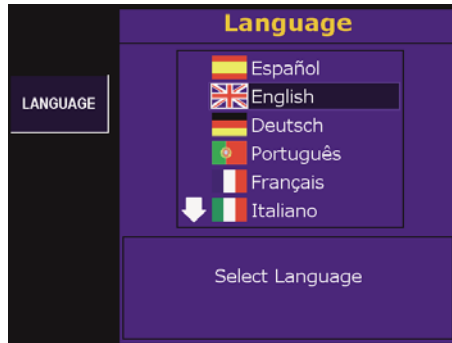 Language
LANGUAGE
Español
English
Deutsch
Português
Français
Italiano
Select Language